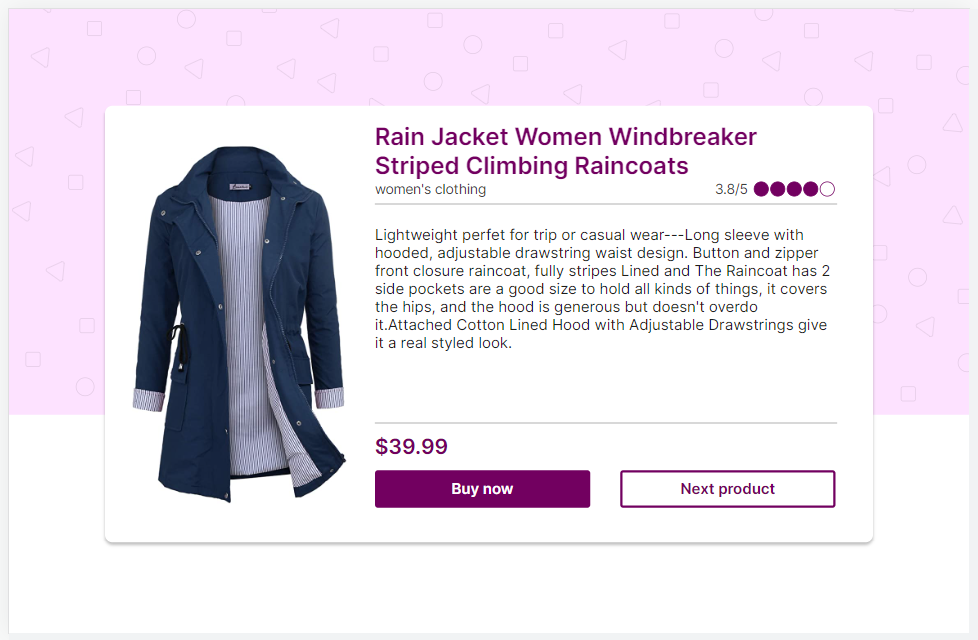 Rain Jacket Women Windbreaker
Striped Climbing Raincoats
women's clothing 3.8/5
Lightweight perfet for trip or casual wear---Long sleeve with
hooded, adjustable drawstring waist design. Button and zipper
front closure raincoat, fully stripes Lined and The Raincoat has 2
side pockets are a good size to hold all kinds of things, it covers
the hips, and the hood is generous but doesn't overdo
it.Attached Cotton Lined Hood with Adjustable Drawstrings give
it a real styled look.
$39.99
Buy now Next product